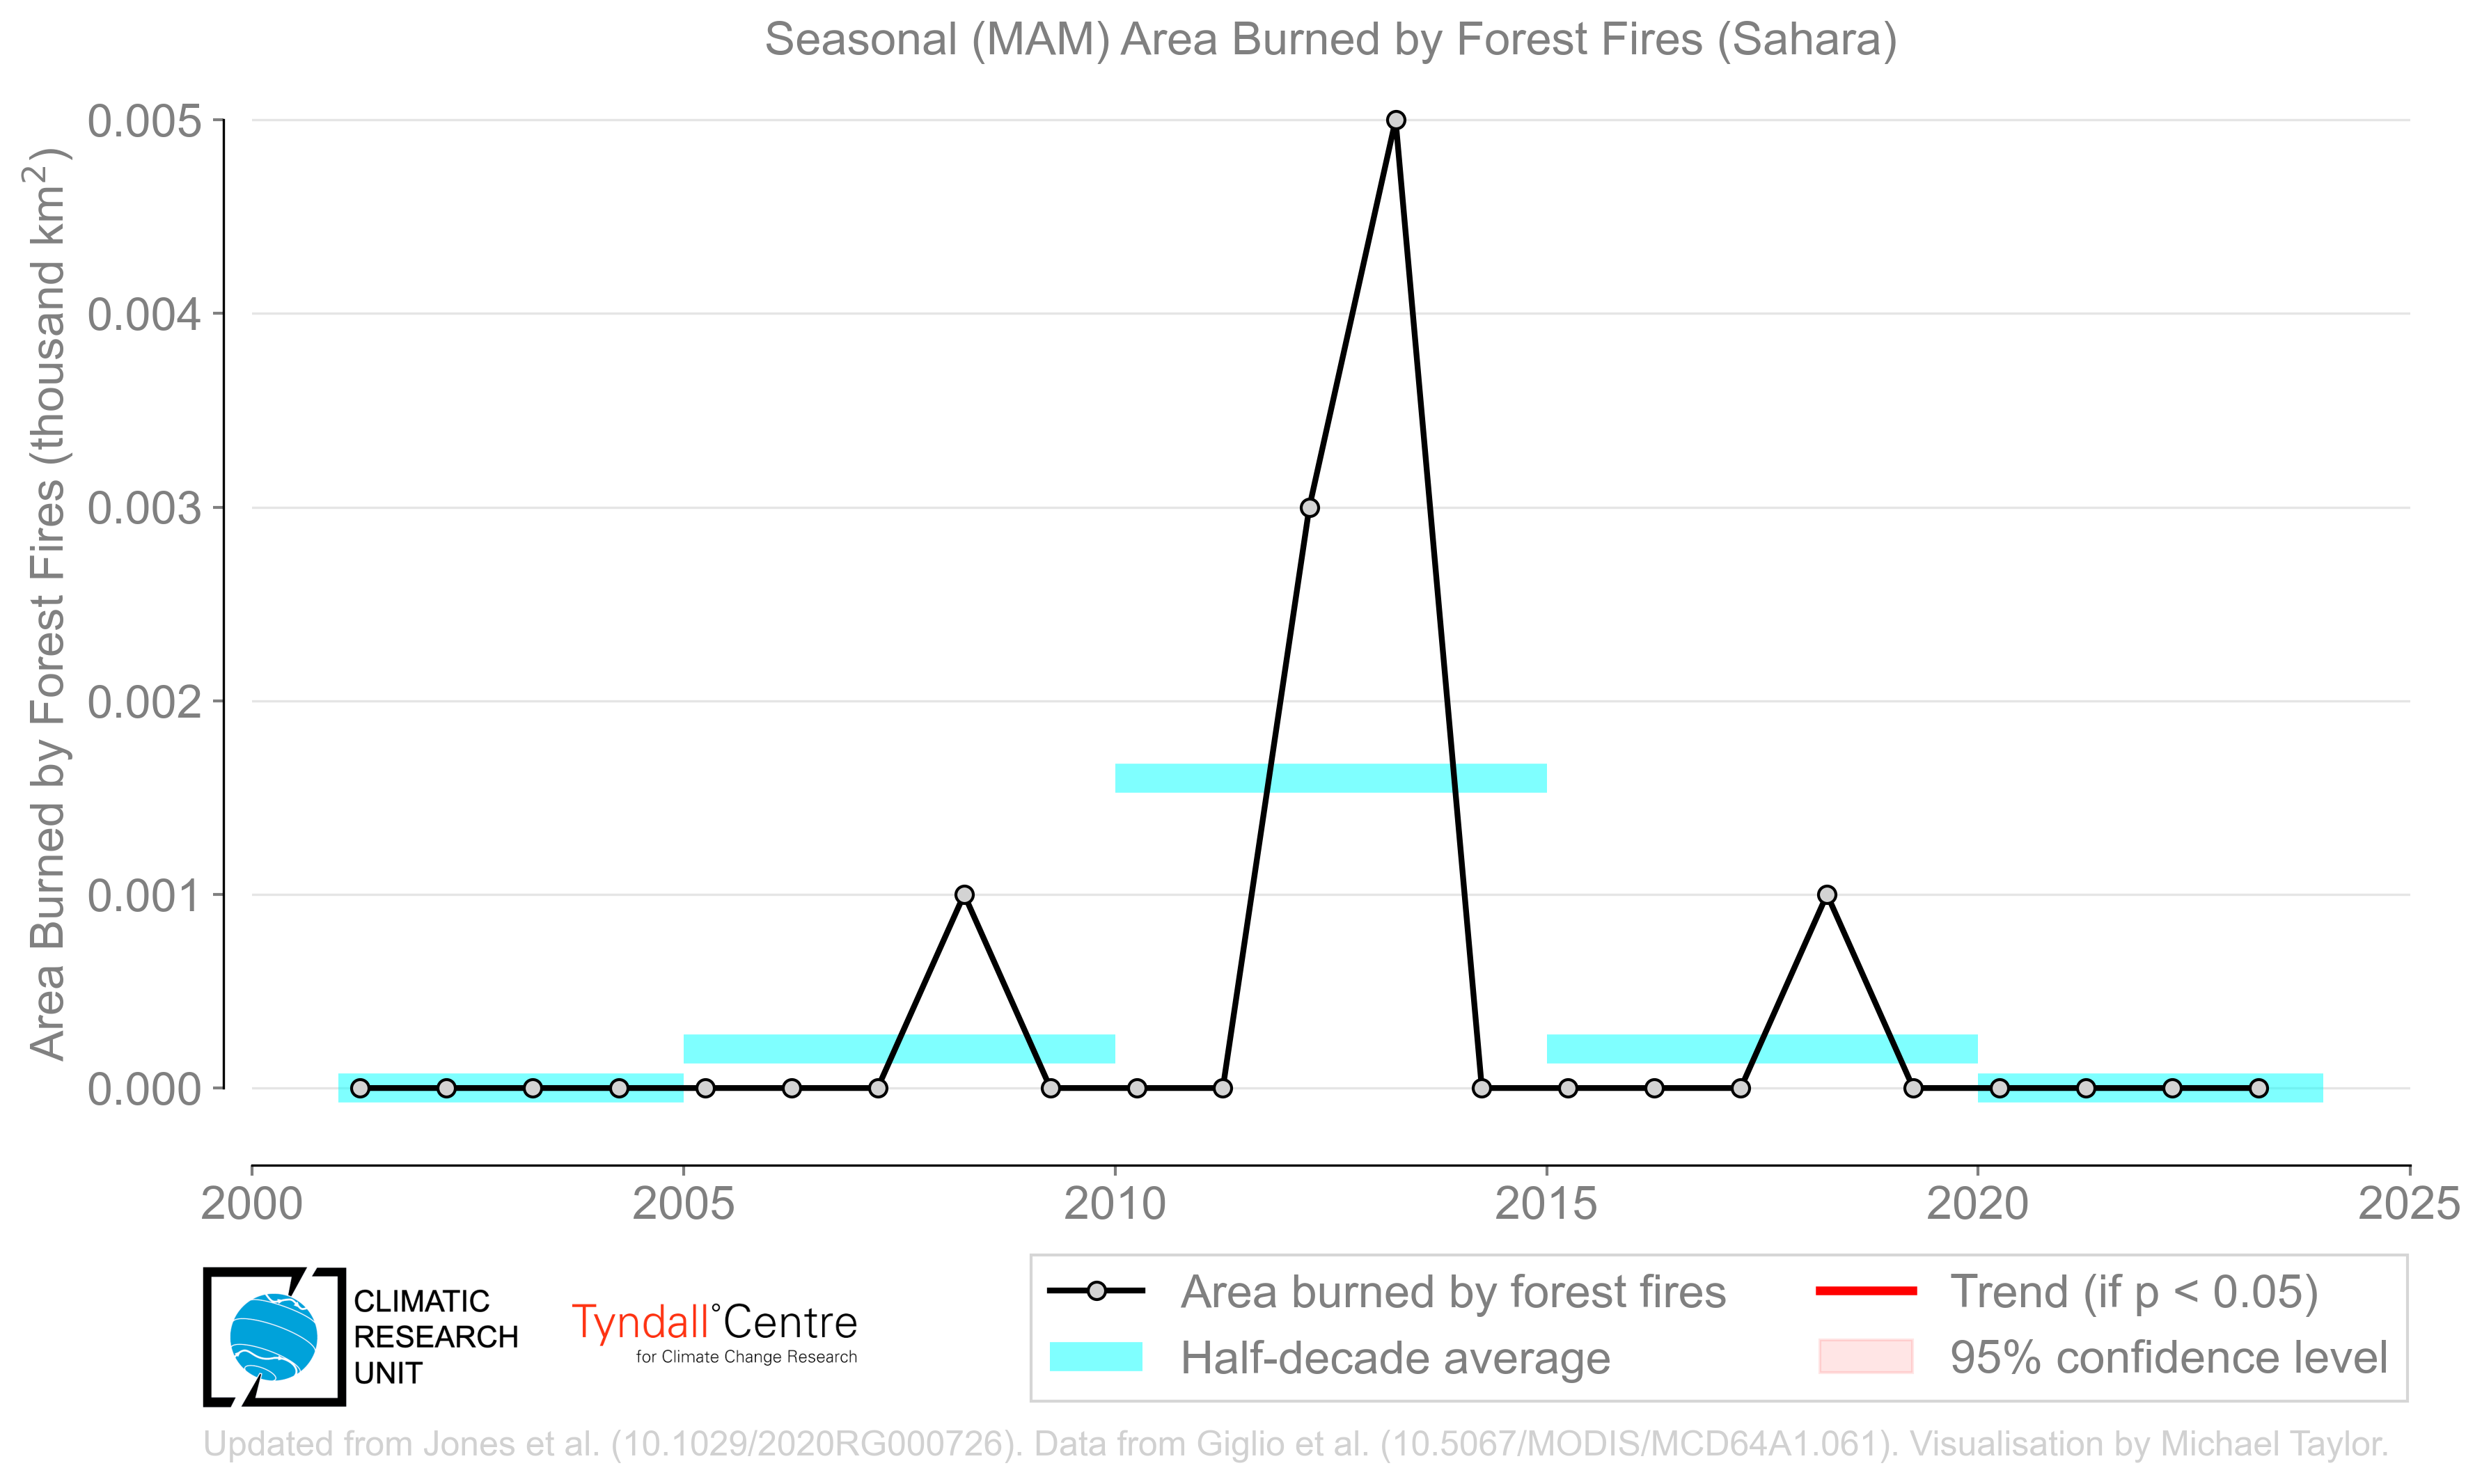 Seasonal (MAM) Area Burned by Forest Fires (Sahara)
Area Burned by Forest Fires (thousand km²)
0.005
0.004
0.003
0.002
0.001
0.000
2000 2005 2010 2015 2020 2025
CLIMATIC
RESEARCH
UNIT
Tyndall°Centre
for Climate Change Research
Area burned by forest fires
Half-decade average
Trend (if p < 0.05)
95% confidence level
Updated from Jones et al. (10.1029/2020RG000726). Data from Giglio et al. (10.5067/MODIS/MCD64A1.061). Visualisation by Michael Taylor.